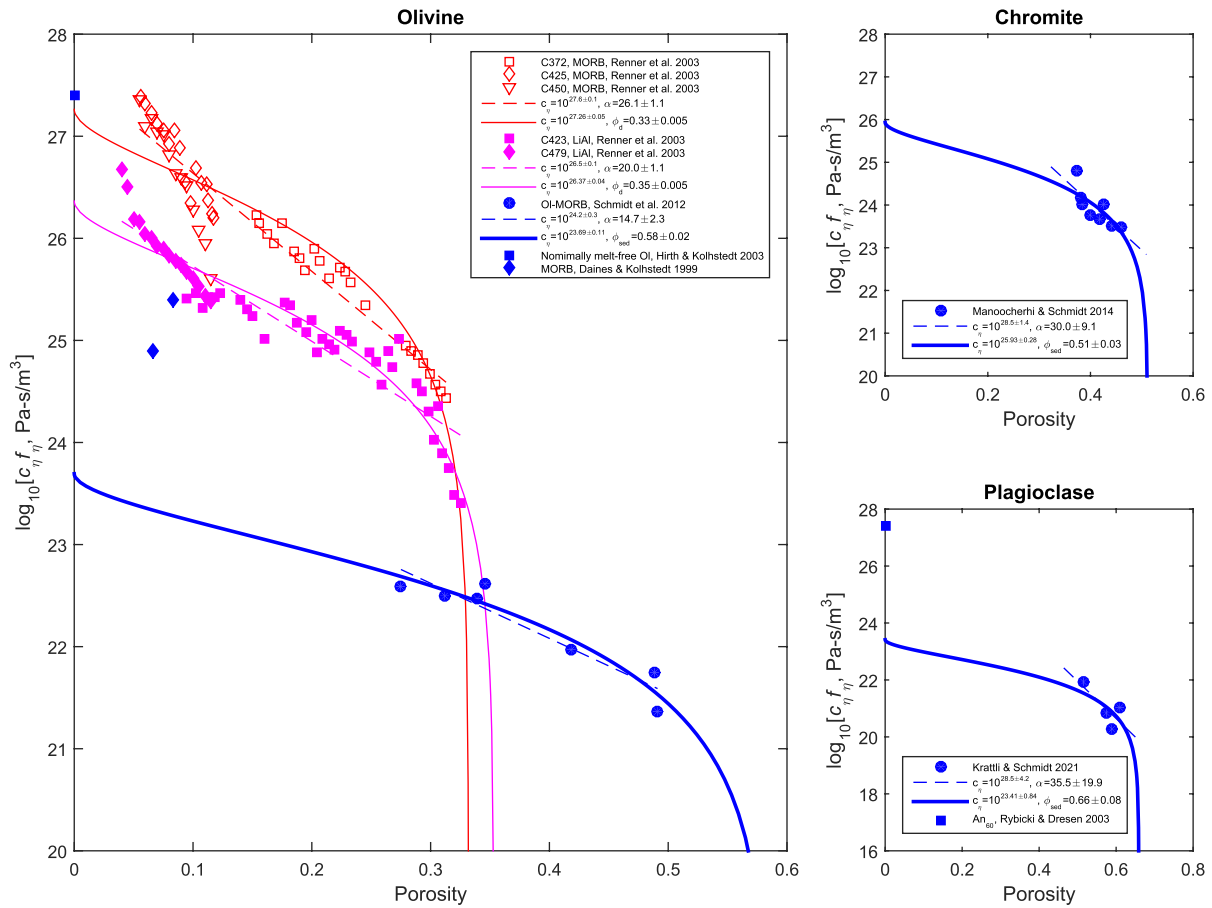 Olivine
28
27
26
25
24
23
22
21
20
log10[c fη, Pa-s/m³]
C372, MORB, Renner et al. 2003
C425, MORB, Renner et al. 2003
C450, MORB, Renner et al. 2003
cη=10^27.6±0.1, α=26.1±1.1
cη=10^27.26±0.05, ϕd=0.33±0.005
C423, LiAl, Renner et al. 2003
C479, LiAl, Renner et al. 2003
cη=10^26.5±0.1, α=20.0±1.1
cη=10^26.37±0.04, ϕd=0.35±0.005
Ol-MORB, Schmidt et al. 2012
cη=10^24.2±0.3, α=14.7±2.3
cη=10^23.69±0.11, ϕsed=0.58±0.02
Nomimally melt-free Ol, Hirth & Kolhstedt 2003
MORB, Daines & Kolhstedt 1999
0 0.1 0.2 0.3 0.4 0.5 0.6
Porosity
Chromite
28
27
26
25
24
23
22
21
20
log10[cη fη, Pa-s/m³]
Manoocherhi & Schmidt 2014
cη=10^28.5±1.4, α=30.0±9.1
cη=10^25.93±0.28, ϕsed=0.51±0.03
0 0.2 0.4 0.6
Porosity
Plagioclase
28
26
24
22
20
18
16
log10[cη fη, Pa-s/m³]
Krattli & Schmidt 2021
cη=10^28.5±4.2, α=35.5±19.9
cη=10^23.41±0.84, ϕsed=0.66±0.08
An60, Rybicki & Dresen 2003
0 0.2 0.4 0.6 0.8
Porosity